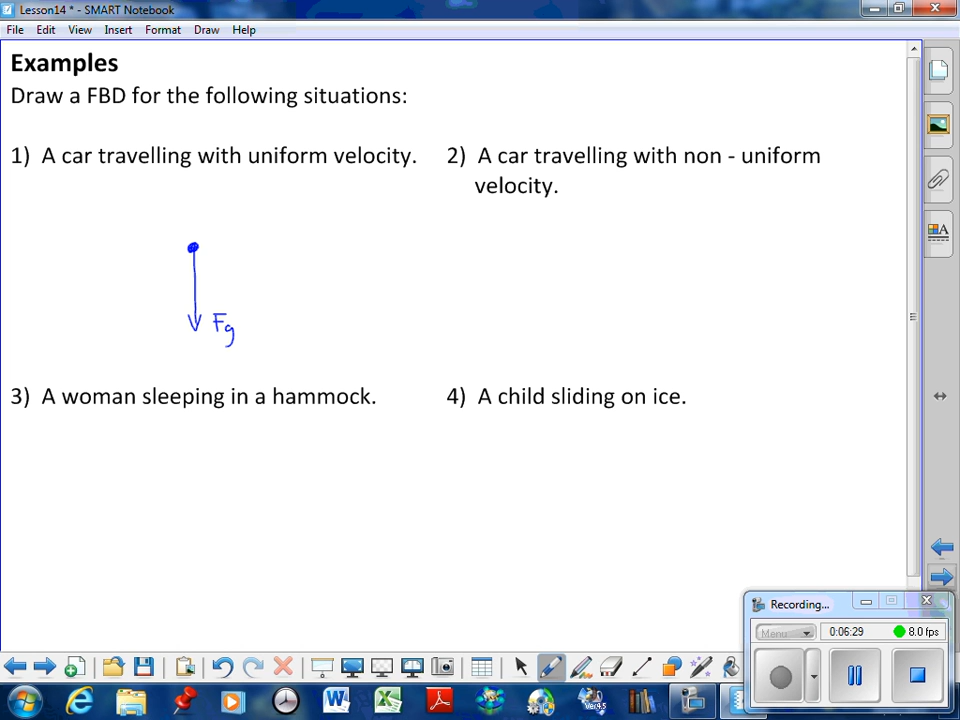 Lesson14 * - SMART Notebook
File Edit View Insert Format Draw Help
Examples
Draw a FBD for the following situations:
1) A car travelling with uniform velocity.
2) A car travelling with non - uniform
velocity.
Fg
3) A woman sleeping in a hammock.
4) A child sliding on ice.
Recording...
Menu
0:06:29
8.0 fps
Ver4.5